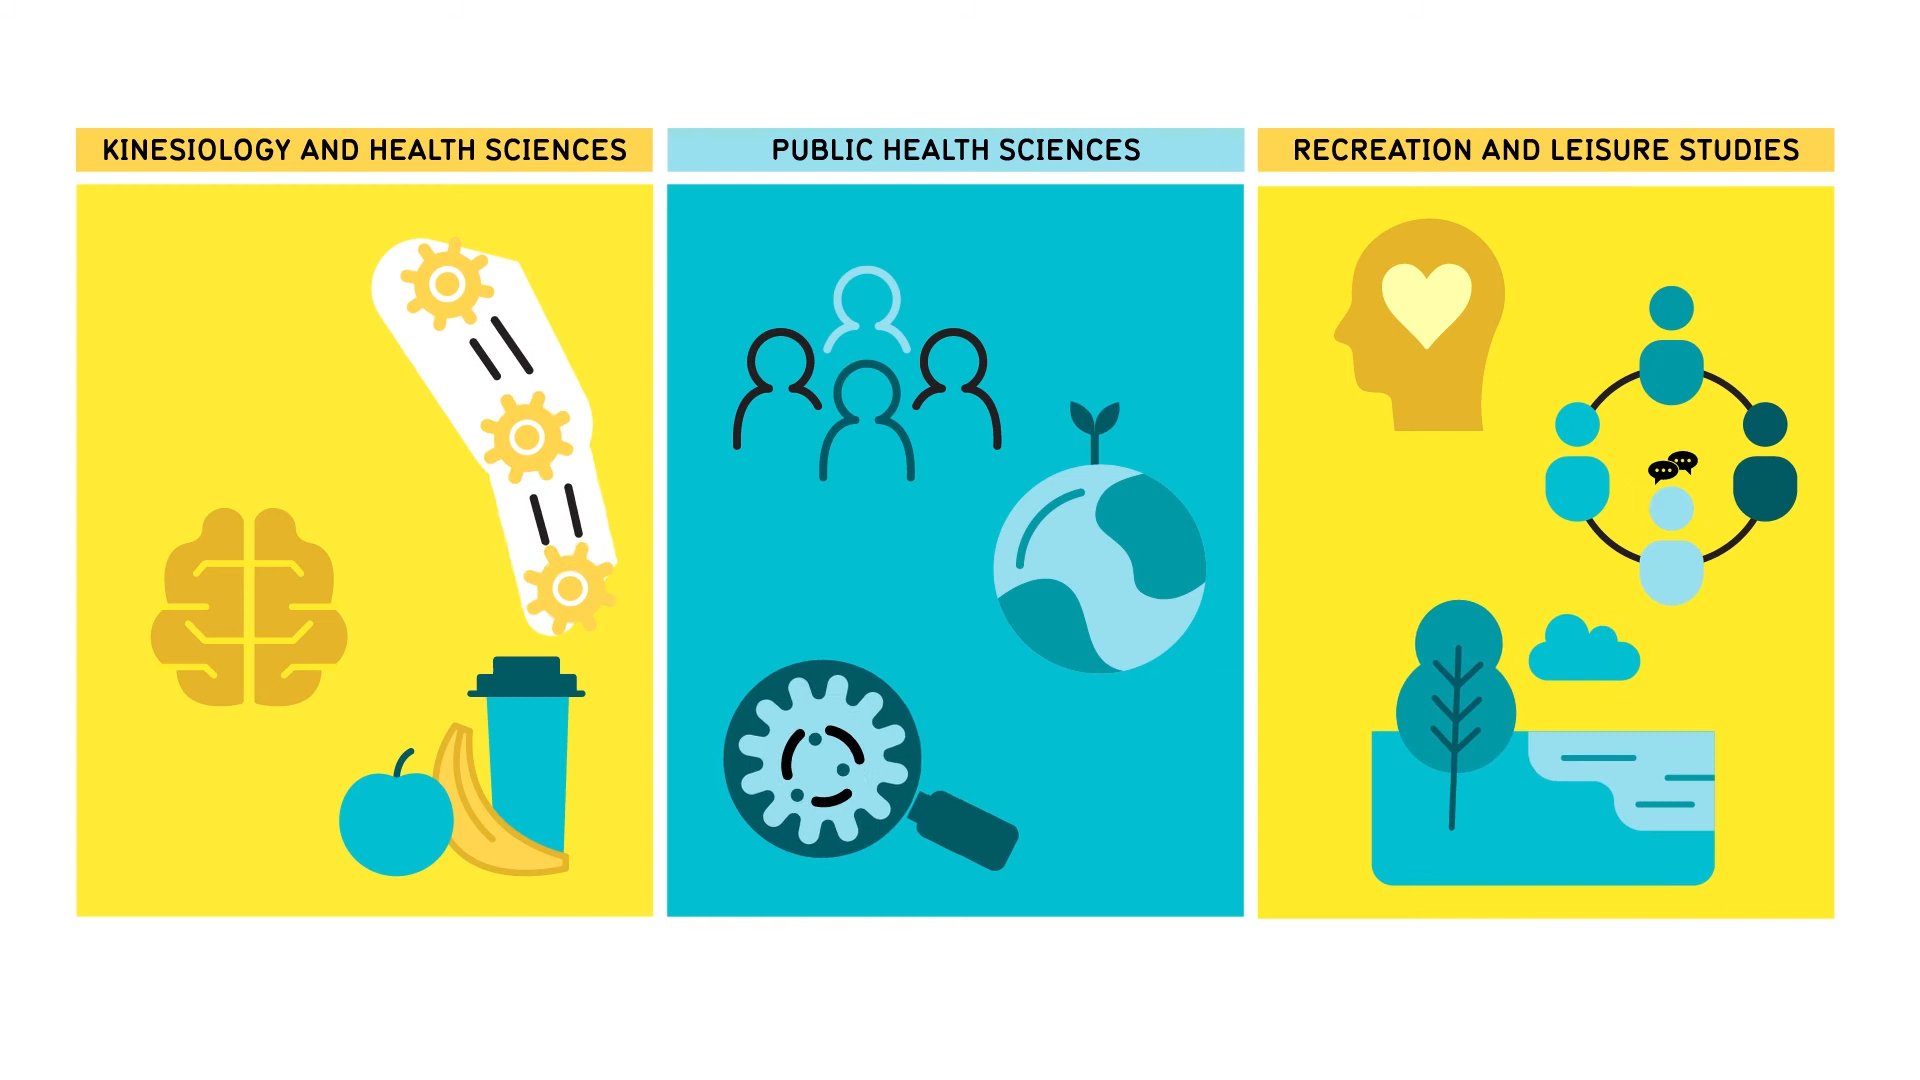 KINESIOLOGY AND HEALTH SCIENCES
PUBLIC HEALTH SCIENCES
RECREATION AND LEISURE STUDIES